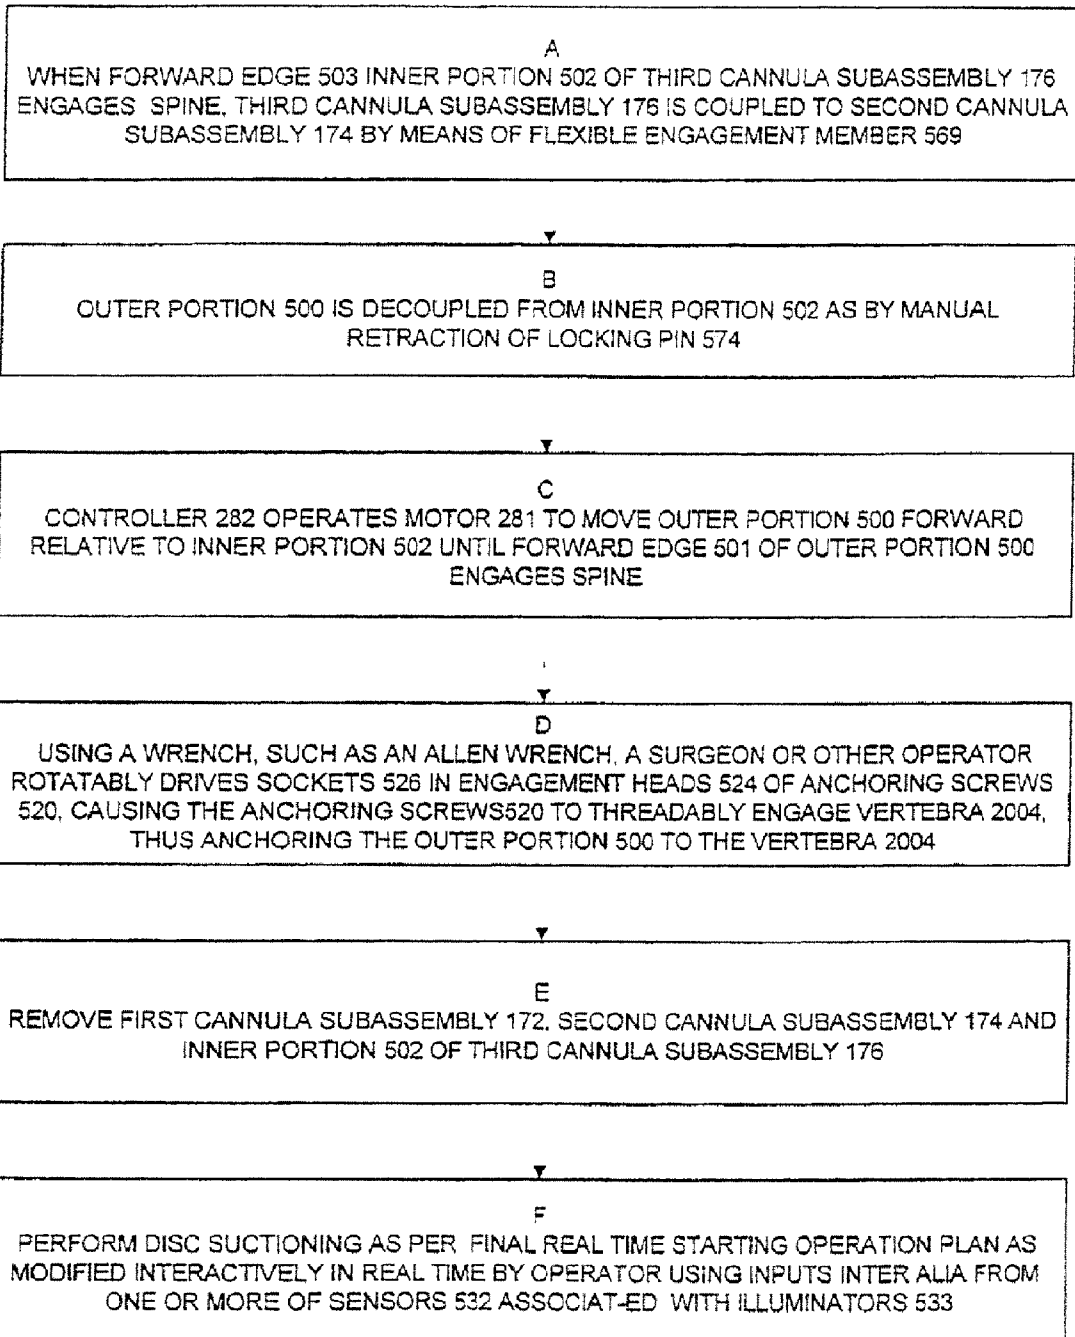 A
WHEN FORWARD EDGE 503 INNER PORTION 502 OF THIRD CANNULA SUBASSEMBLY 176
ENGAGES SPINE, THIRD CANNULA SUBASSEMBLY 176 IS COUPLED TO SECOND CANNULA
SUBASSEMBLY 174 BY MEANS OF FLEXIBLE ENGAGEMENT MEMBER 569
B
OUTER PORTION 500 IS DECOUPLED FROM INNER PORTION 502 AS BY MANUAL
RETRACTION OF LOCKING PIN 574
C
CONTROLLER 282 OPERATES MOTOR 281 TO MOVE OUTER PORTION 500 FORWARD
RELATIVE TO INNER PORTION 502 UNTIL FORWARD EDGE 501 OF OUTER PORTION 500
ENGAGES SPINE
D
USING A WRENCH, SUCH AS AN ALLEN WRENCH, A SURGEON OR OTHER OPERATOR
ROTATABLY DRIVES SOCKETS 526 IN ENGAGEMENT HEADS 524 OF ANCHORING SCREWS
520, CAUSING THE ANCHORING SCREWS520 TO THREADABLY ENGAGE VERTEBRA 2004,
THUS ANCHORING THE OUTER PORTION 500 TO THE VERTEBRA 2004
E
REMOVE FIRST CANNULA SUBASSEMBLY 172, SECOND CANNULA SUBASSEMBLY 174 AND
INNER PORTION 502 OF THIRD CANNULA SUBASSEMBLY 176
F
PERFORM DISC SUCTIONING AS PER FINAL REAL TIME STARTING OPERATION PLAN AS
MODIFIED INTERACTIVELY IN REAL TIME BY OPERATOR USING INPUTS INTER ALIA FROM
ONE OR MORE OF SENSORS 532 ASSOCIAT-ED WITH ILLUMINATORS 533